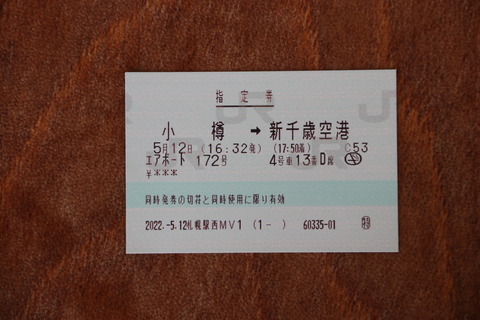 指定券
小樽 → 新千歳空港
5月12日 (16:32発) (17:50着) C53
エアポート 172号 4号車13番D席
¥***
同時発券の切符と同時使用に限り有効
2022.-5.12札幌駅西MV1 (1- ) 60335-01